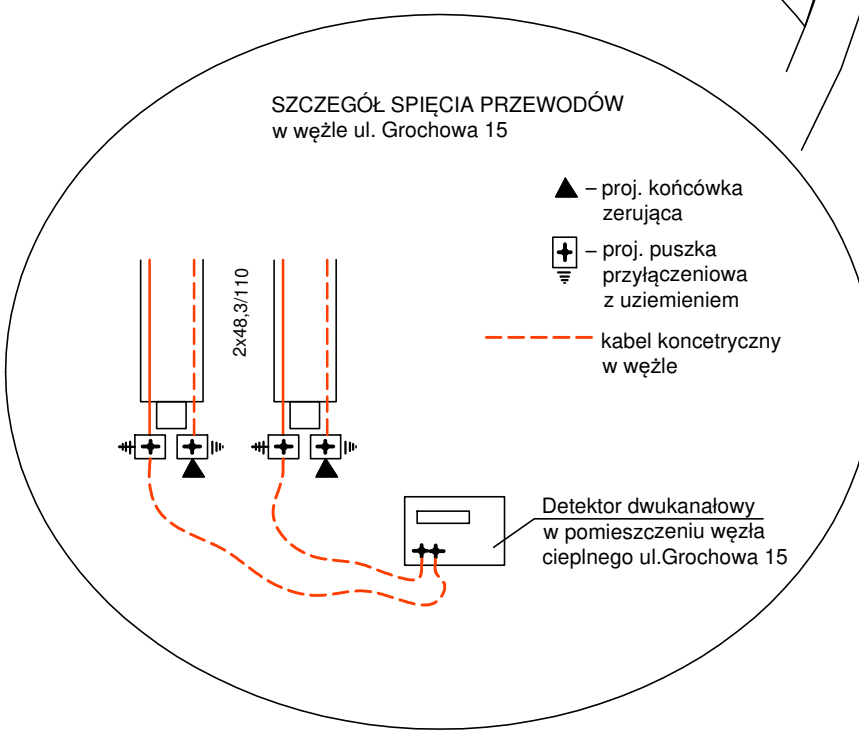 SZCZEGÓŁ SPIĘCIA PRZEWODÓW
w węźle ul. Grochowa 15
– proj. końcówka
zerująca
– proj. puszka
przyłączeniowa
z uziemieniem
kabel koncetryczny
w węźle
2x48,3/110
Detektor dwukanałowy
w pomieszczeniu węzła
cieplnego ul.Grochowa 15